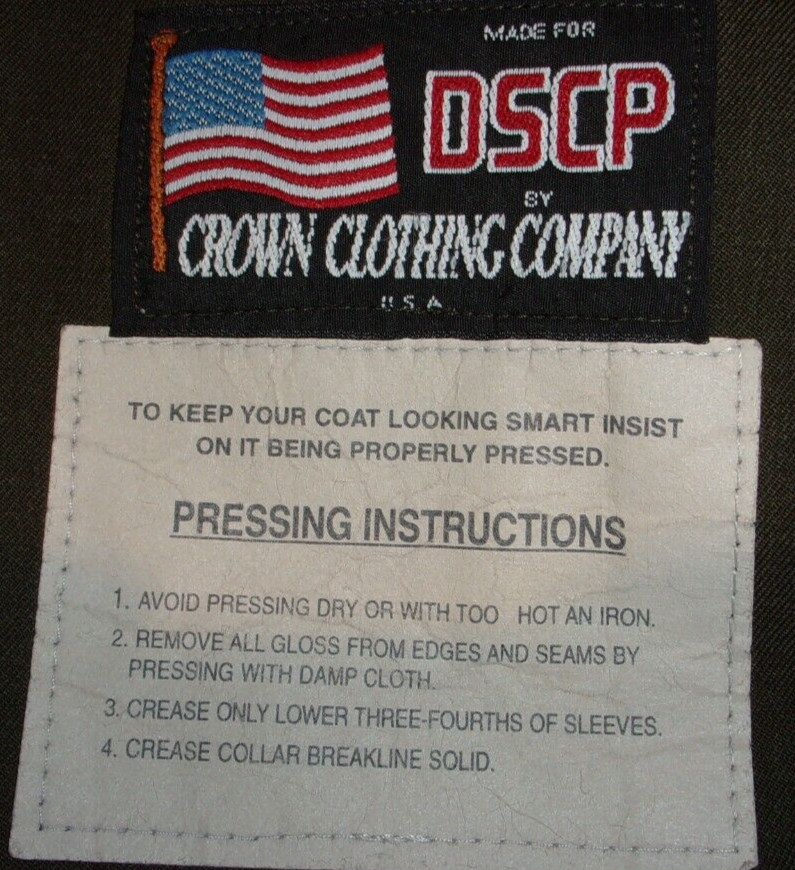 MADE FOR
DSCP
BY
CROWN CLOTHING COMPANY
U.S.A.
TO KEEP YOUR COAT LOOKING SMART INSIST
ON IT BEING PROPERLY PRESSED.
PRESSING INSTRUCTIONS
1. AVOID PRESSING DRY OR WITH TOO HOT AN IRON.
2. REMOVE ALL GLOSS FROM EDGES AND SEAMS BY
PRESSING WITH DAMP CLOTH.
3. CREASE ONLY LOWER THREE-FOURTHS OF SLEEVES.
4. CREASE COLLAR BREAKLINE SOLID.